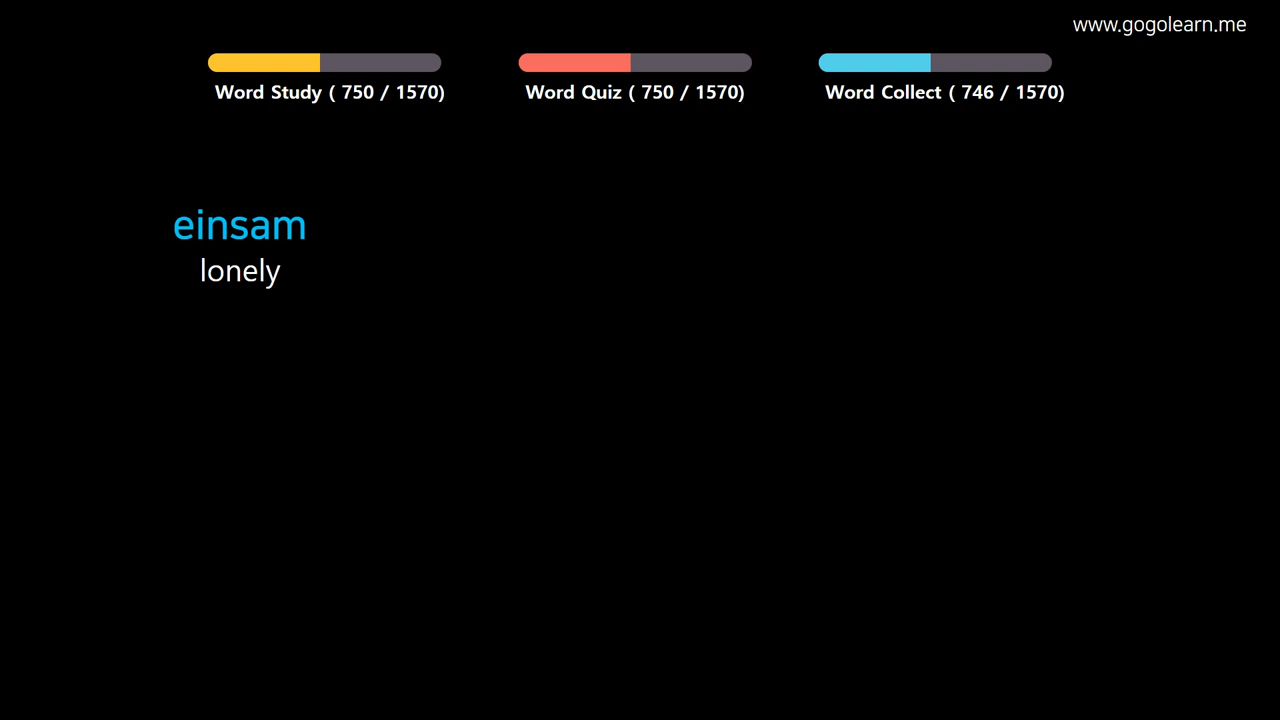 www.gogolearn.me
Word Study ( 750 / 1570)
Word Quiz ( 750 / 1570)
Word Collect ( 746 / 1570)
einsam
lonely